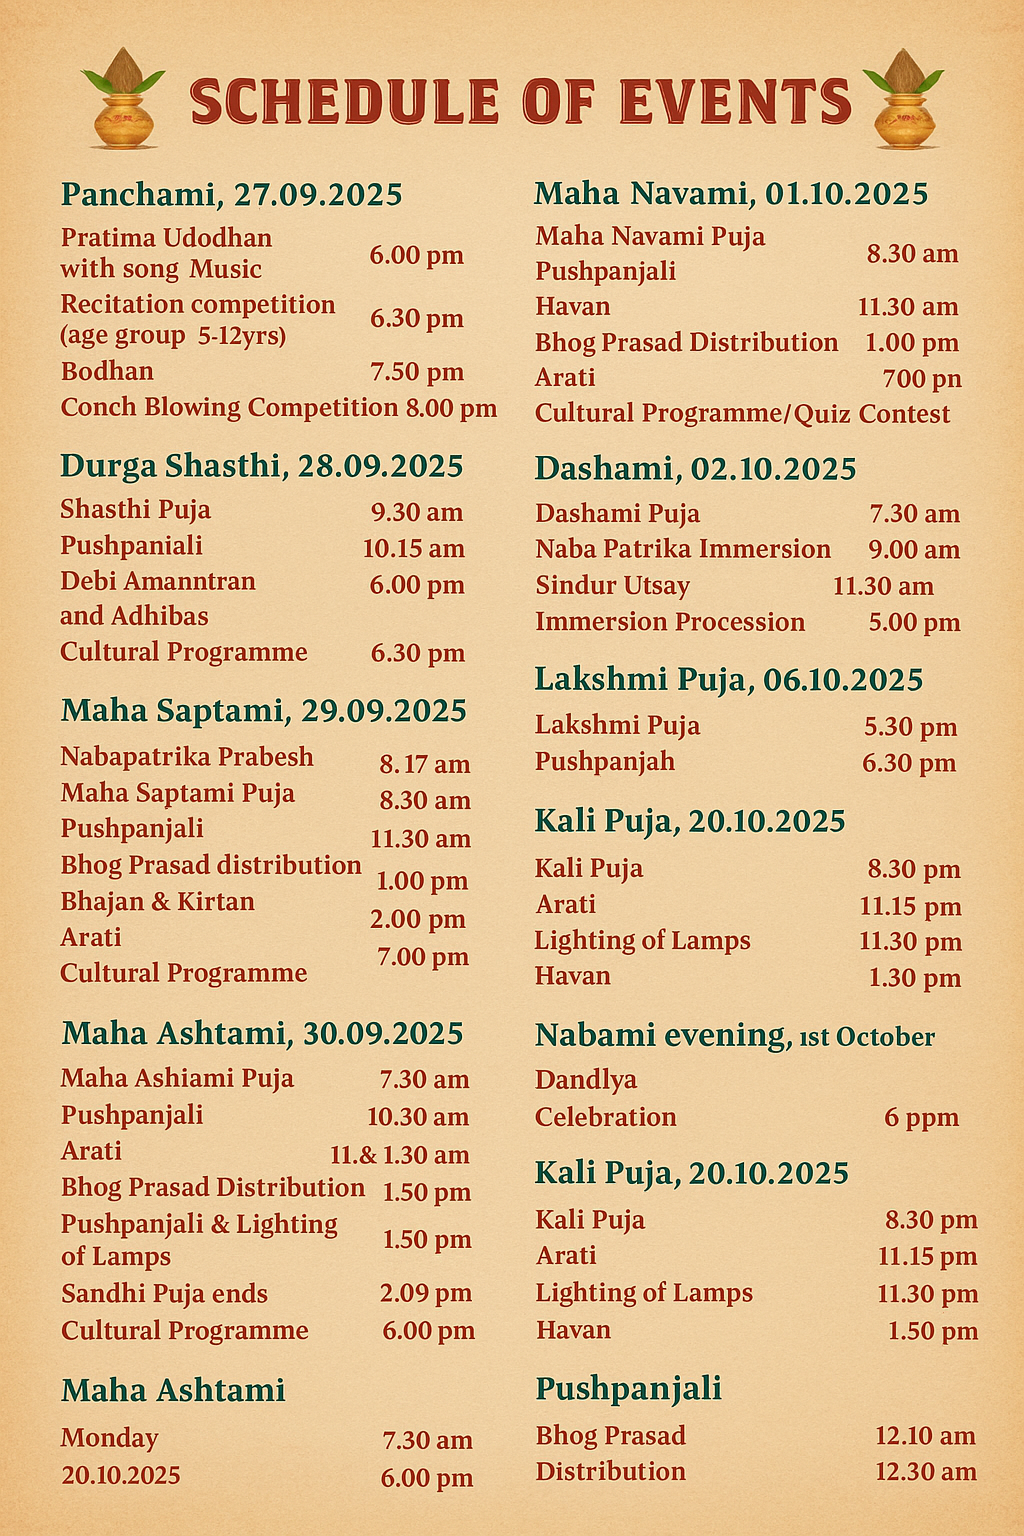 SCHEDULE OF EVENTS
Panchami, 27.09.2025
Pratima Udodhan
with song Music 6.00 pm
Recitation competition
(age group 5-12yrs) 6.30 pm
Bodhan 7.50 pm
Conch Blowing Competition 8.00 pm
Durga Shasthi, 28.09.2025
Shasthi Puja 9.30 am
Pushpaniali 10.15 am
Debi Amanntran 6.00 pm
and Adhibas
Cultural Programme 6.30 pm
Maha Saptami, 29.09.2025
Nabapatrika Prabesh 8.17 am
Maha Saptami Puja 8.30 am
Pushpanjali 11.30 am
Bhog Prasad distribution 1.00 pm
Bhajan & Kirtan 2.00 pm
Arati 7.00 pm
Cultural Programme
Maha Ashtami, 30.09.2025
Maha Ashiami Puja 7.30 am
Pushpanjali 10.30 am
Arati 11.& 1.30 am
Bhog Prasad Distribution 1.50 pm
Pushpanjali & Lighting
of Lamps 1.50 pm
Sandhi Puja ends 2.09 pm
Cultural Programme 6.00 pm
Maha Ashtami
Monday 7.30 am
20.10.2025 6.00 pm
Maha Navami, 01.10.2025
Maha Navami Puja
Pushpanjali 8.30 am
Havan 11.30 am
Bhog Prasad Distribution 1.00 pm
Arati 700 pn
Cultural Programme/Quiz Contest
Dashami, 02.10.2025
Dashami Puja 7.30 am
Naba Patrika Immersion 9.00 am
Sindur Utsay 11.30 am
Immersion Procession 5.00 pm
Lakshmi Puja, 06.10.2025
Lakshmi Puja 5.30 pm
Pushpanjah 6.30 pm
Kali Puja, 20.10.2025
Kali Puja 8.30 pm
Arati 11.15 pm
Lighting of Lamps 11.30 pm
Havan 1.30 pm
Nabami evening, 1st October
Dandlya
Celebration 6 ppm
Kali Puja, 20.10.2025
Kali Puja 8.30 pm
Arati 11.15 pm
Lighting of Lamps 11.30 pm
Havan 1.50 pm
Pushpanjali
Bhog Prasad 12.10 am
Distribution 12.30 am